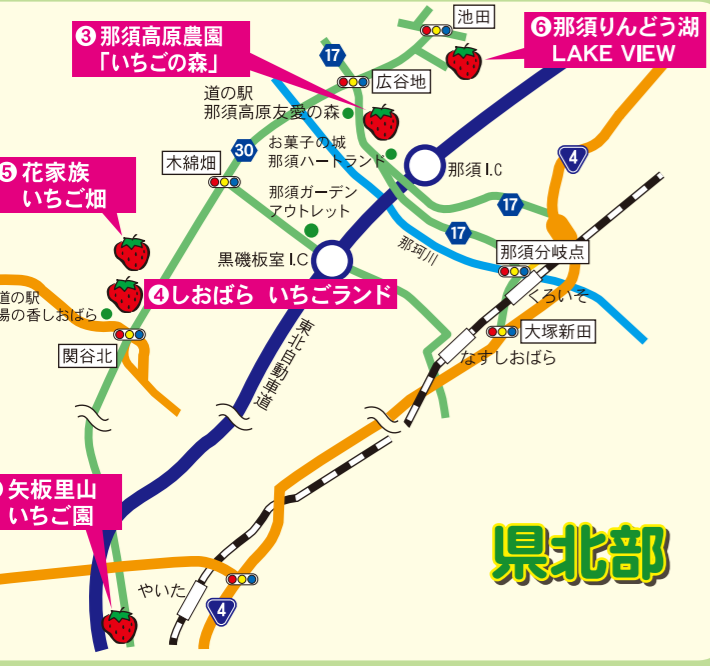 池田
❻那須りんどう湖
LAKE VIEW
❸那須高原農園
「いちごの森」
17
広谷地
道の駅
那須高原友愛の森
お菓子の城
那須ハートランド
30
木綿畑
那須I.C
4
❺花家族
いちご畑
那須ガーデン
アウトレット
17
17
那珂川
那須分岐点
黒磯板室I.C
❹しおばら いちごランド
道の駅
湯の香しおばら
くろいそ
大塚新田
関谷北
東北自動車道
なすしおばら
矢板里山
いちご園
県北部
やいた
4